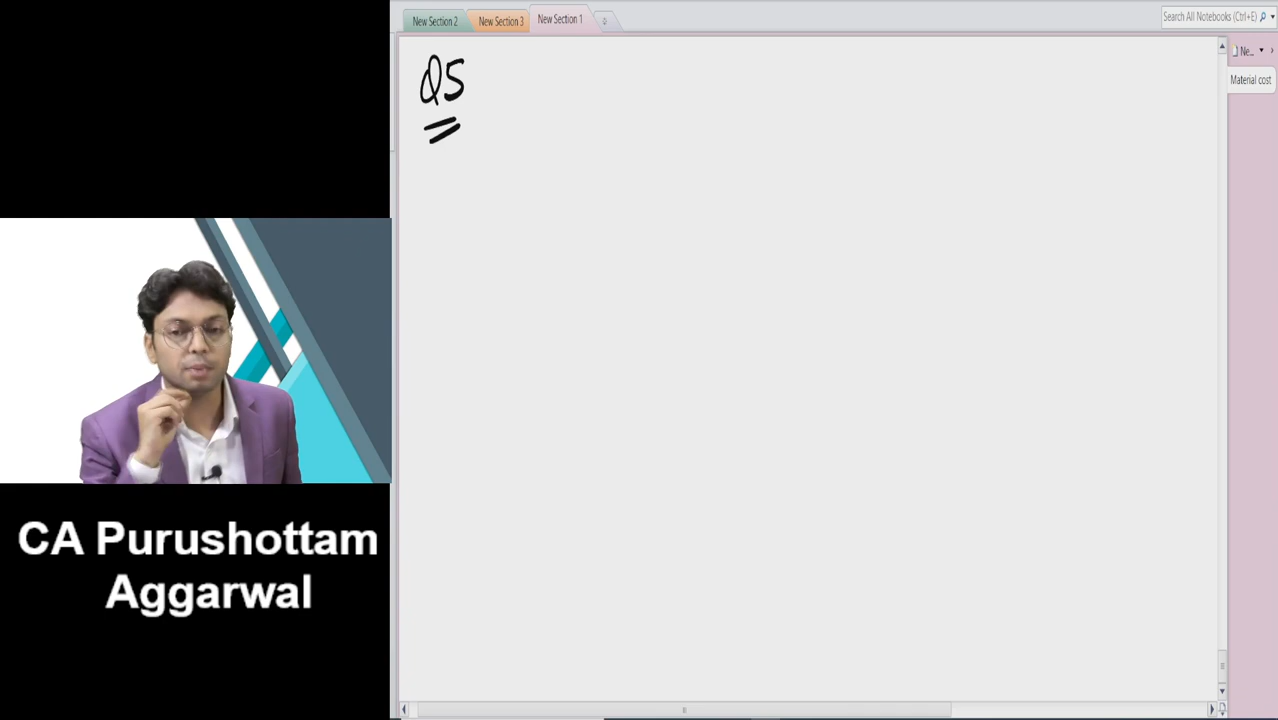 New Section 2
New Section 3
New Section 1
Search All Notebooks (Ctrl+E)
Ne...
Material cost
Q5
CA Purushottam
Aggarwal